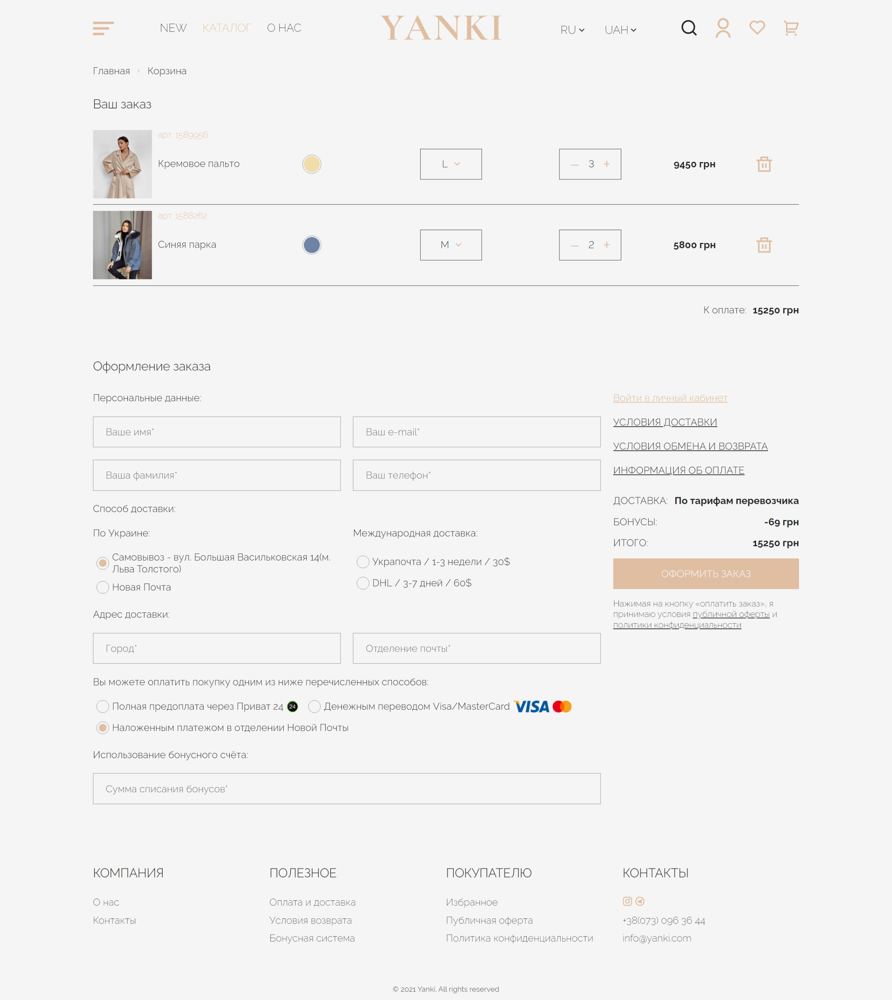 NEW КАТАЛОГ О НАС YANKI RU UAH
Главная › Корзина
Ваш заказ
арт. 1589956
Кремовое пальто L – 3 + 9450 грн
арт. 1588262
Синяя парка M – 2 + 5800 грн
К оплате: 15250 грн
Оформление заказа
Персональные данные:
Ваше имя* Ваш e-mail*
Ваша фамилия* Ваш телефон*
Способ доставки:
По Украине:
Самовывоз - вул. Большая Васильковская 14(м.
Льва Толстого)
Новая Почта
Международная доставка:
Украпочта / 1-3 недели / 30$
DHL / 3-7 дней / 60$
Адрес доставки:
Город* Отделение почты*
Вы можете оплатить покупку одним из ниже перечисленных способов:
Полная предоплата через Приват 24 24 Денежным переводом Visa/MasterCard VISA
Наложенным платежом в отделении Новой Почты
Использование бонусного счёта:
Сумма списания бонусов*
Войти в личный кабинет
УСЛОВИЯ ДОСТАВКИ
УСЛОВИЯ ОБМЕНА И ВОЗВРАТА
ИНФОРМАЦИЯ ОБ ОПЛАТЕ
ДОСТАВКА: По тарифам перевозчика
БОНУСЫ: -69 грн
ИТОГО: 15250 грн
ОФОРМИТЬ ЗАКАЗ
Нажимая на кнопку «оплатить заказ», я
принимаю условия публичной оферты и
политики конфиденциальности
КОМПАНИЯ
О нас
Контакты
ПОЛЕЗНОЕ
Оплата и доставка
Условия возврата
Бонусная система
ПОКУПАТЕЛЮ
Избранное
Публичная оферта
Политика конфиденциальности
КОНТАКТЫ
+38(073) 096 36 44
info@yanki.com
© 2021 Yanki. All rights reserved